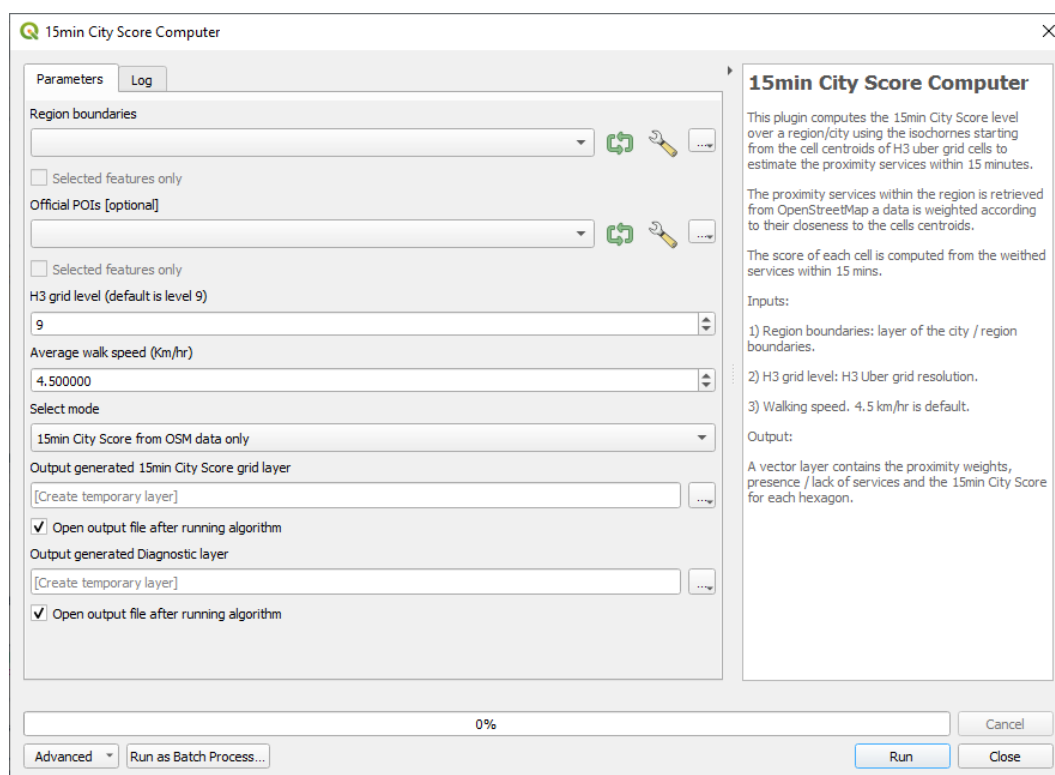 15min City Score Computer
Parameters
Log
Region boundaries
...
Selected features only
Official POIs [optional]
...
Selected features only
H3 grid level (default is level 9)
9
Average walk speed (Km/hr)
4.500000
Select mode
15min City Score from OSM data only
Output generated 15min City Score grid layer
[Create temporary layer]
...
Open output file after running algorithm
Output generated Diagnostic layer
[Create temporary layer]
...
Open output file after running algorithm
15min City Score Computer
This plugin computes the 15min City Score level
over a region/city using the isochornes starting
from the cell centroids of H3 uber grid cells to
estimate the proximity services within 15 minutes.
The proximity services within the region is retrieved
from OpenStreetMap a data is weighted according
to their closeness to the cells centroids.
The score of each cell is computed from the weithed
services within 15 mins.
Inputs:
1) Region boundaries: layer of the city / region
boundaries.
2) H3 grid level: H3 Uber grid resolution.
3) Walking speed. 4.5 km/hr is default.
Output:
A vector layer contains the proximity weights,
presence / lack of services and the 15min City Score
for each hexagon.
0%
Cancel
Advanced
Run as Batch Process...
Run
Close